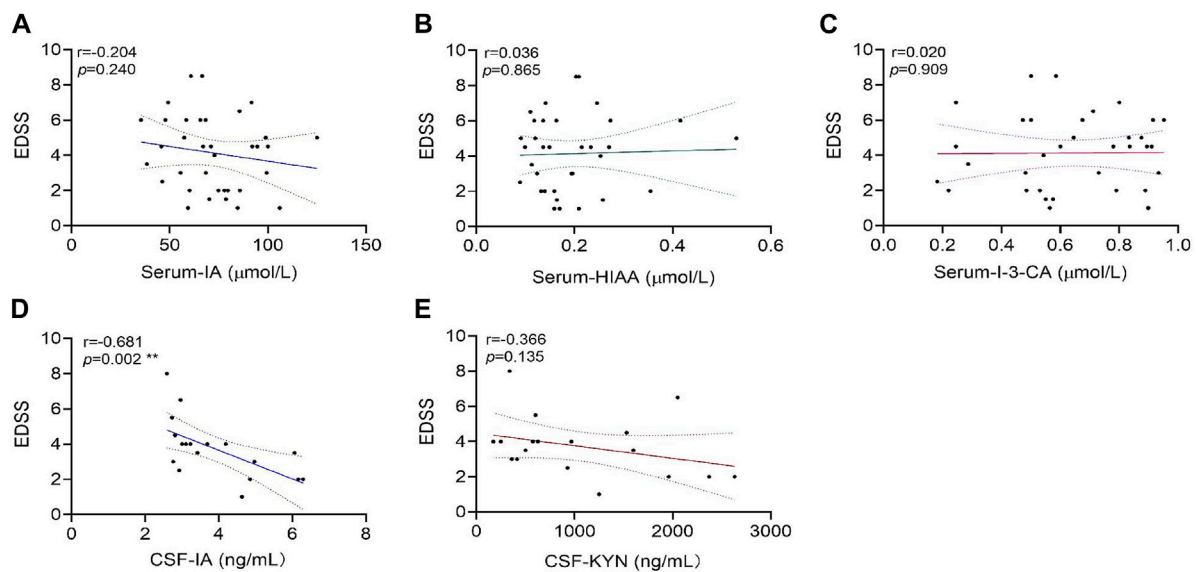 A
r=-0.204
p=0.240
EDSS
10
8
6
4
2
0
0
50
100
150
Serum-IA (μmol/L)
B
r=0.036
p=0.865
EDSS
10
8
6
4
2
0
0.0
0.2
0.4
0.6
Serum-HIAA (μmol/L)
C
r=0.020
p=0.909
EDSS
10
8
6
4
2
0
0.0
0.2
0.4
0.6
0.8
1.0
Serum-I-3-CA (μmol/L)
D
r=-0.681
p=0.002 **
EDSS
10
8
6
4
2
0
0
2
4
6
8
CSF-IA (ng/mL)
E
r=-0.366
p=0.135
EDSS
10
8
6
4
2
0
0
1000
2000
3000
CSF-KYN (ng/mL)